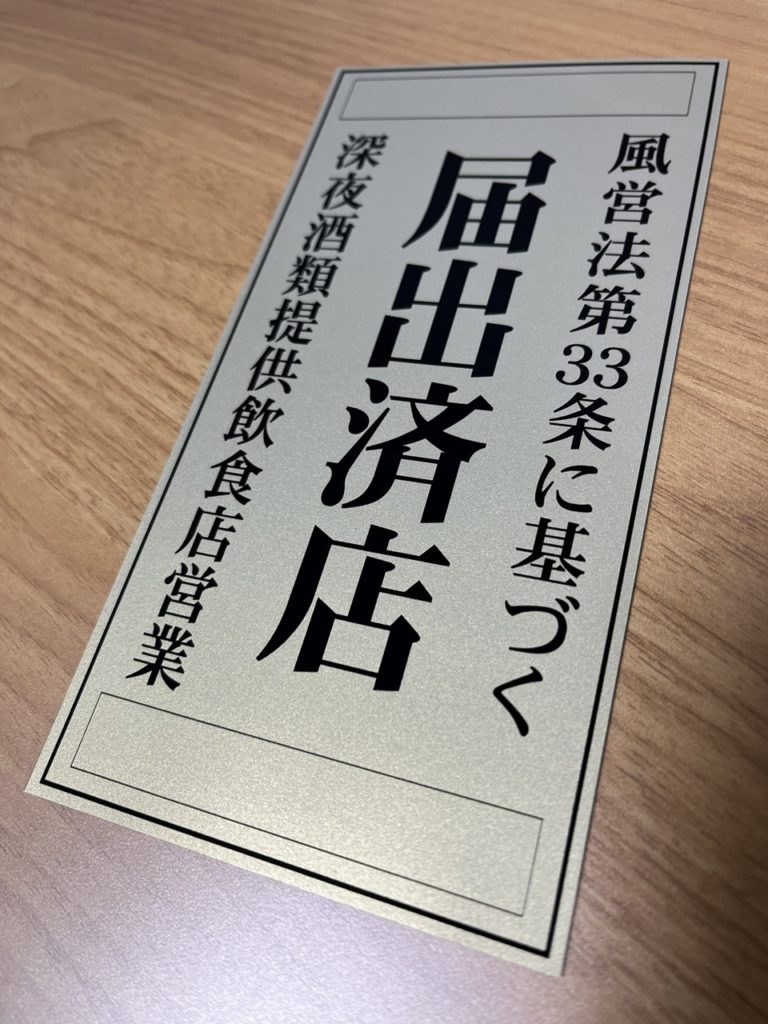 風営法第33条に基づく
届出済店
深夜酒類提供飲食店営業